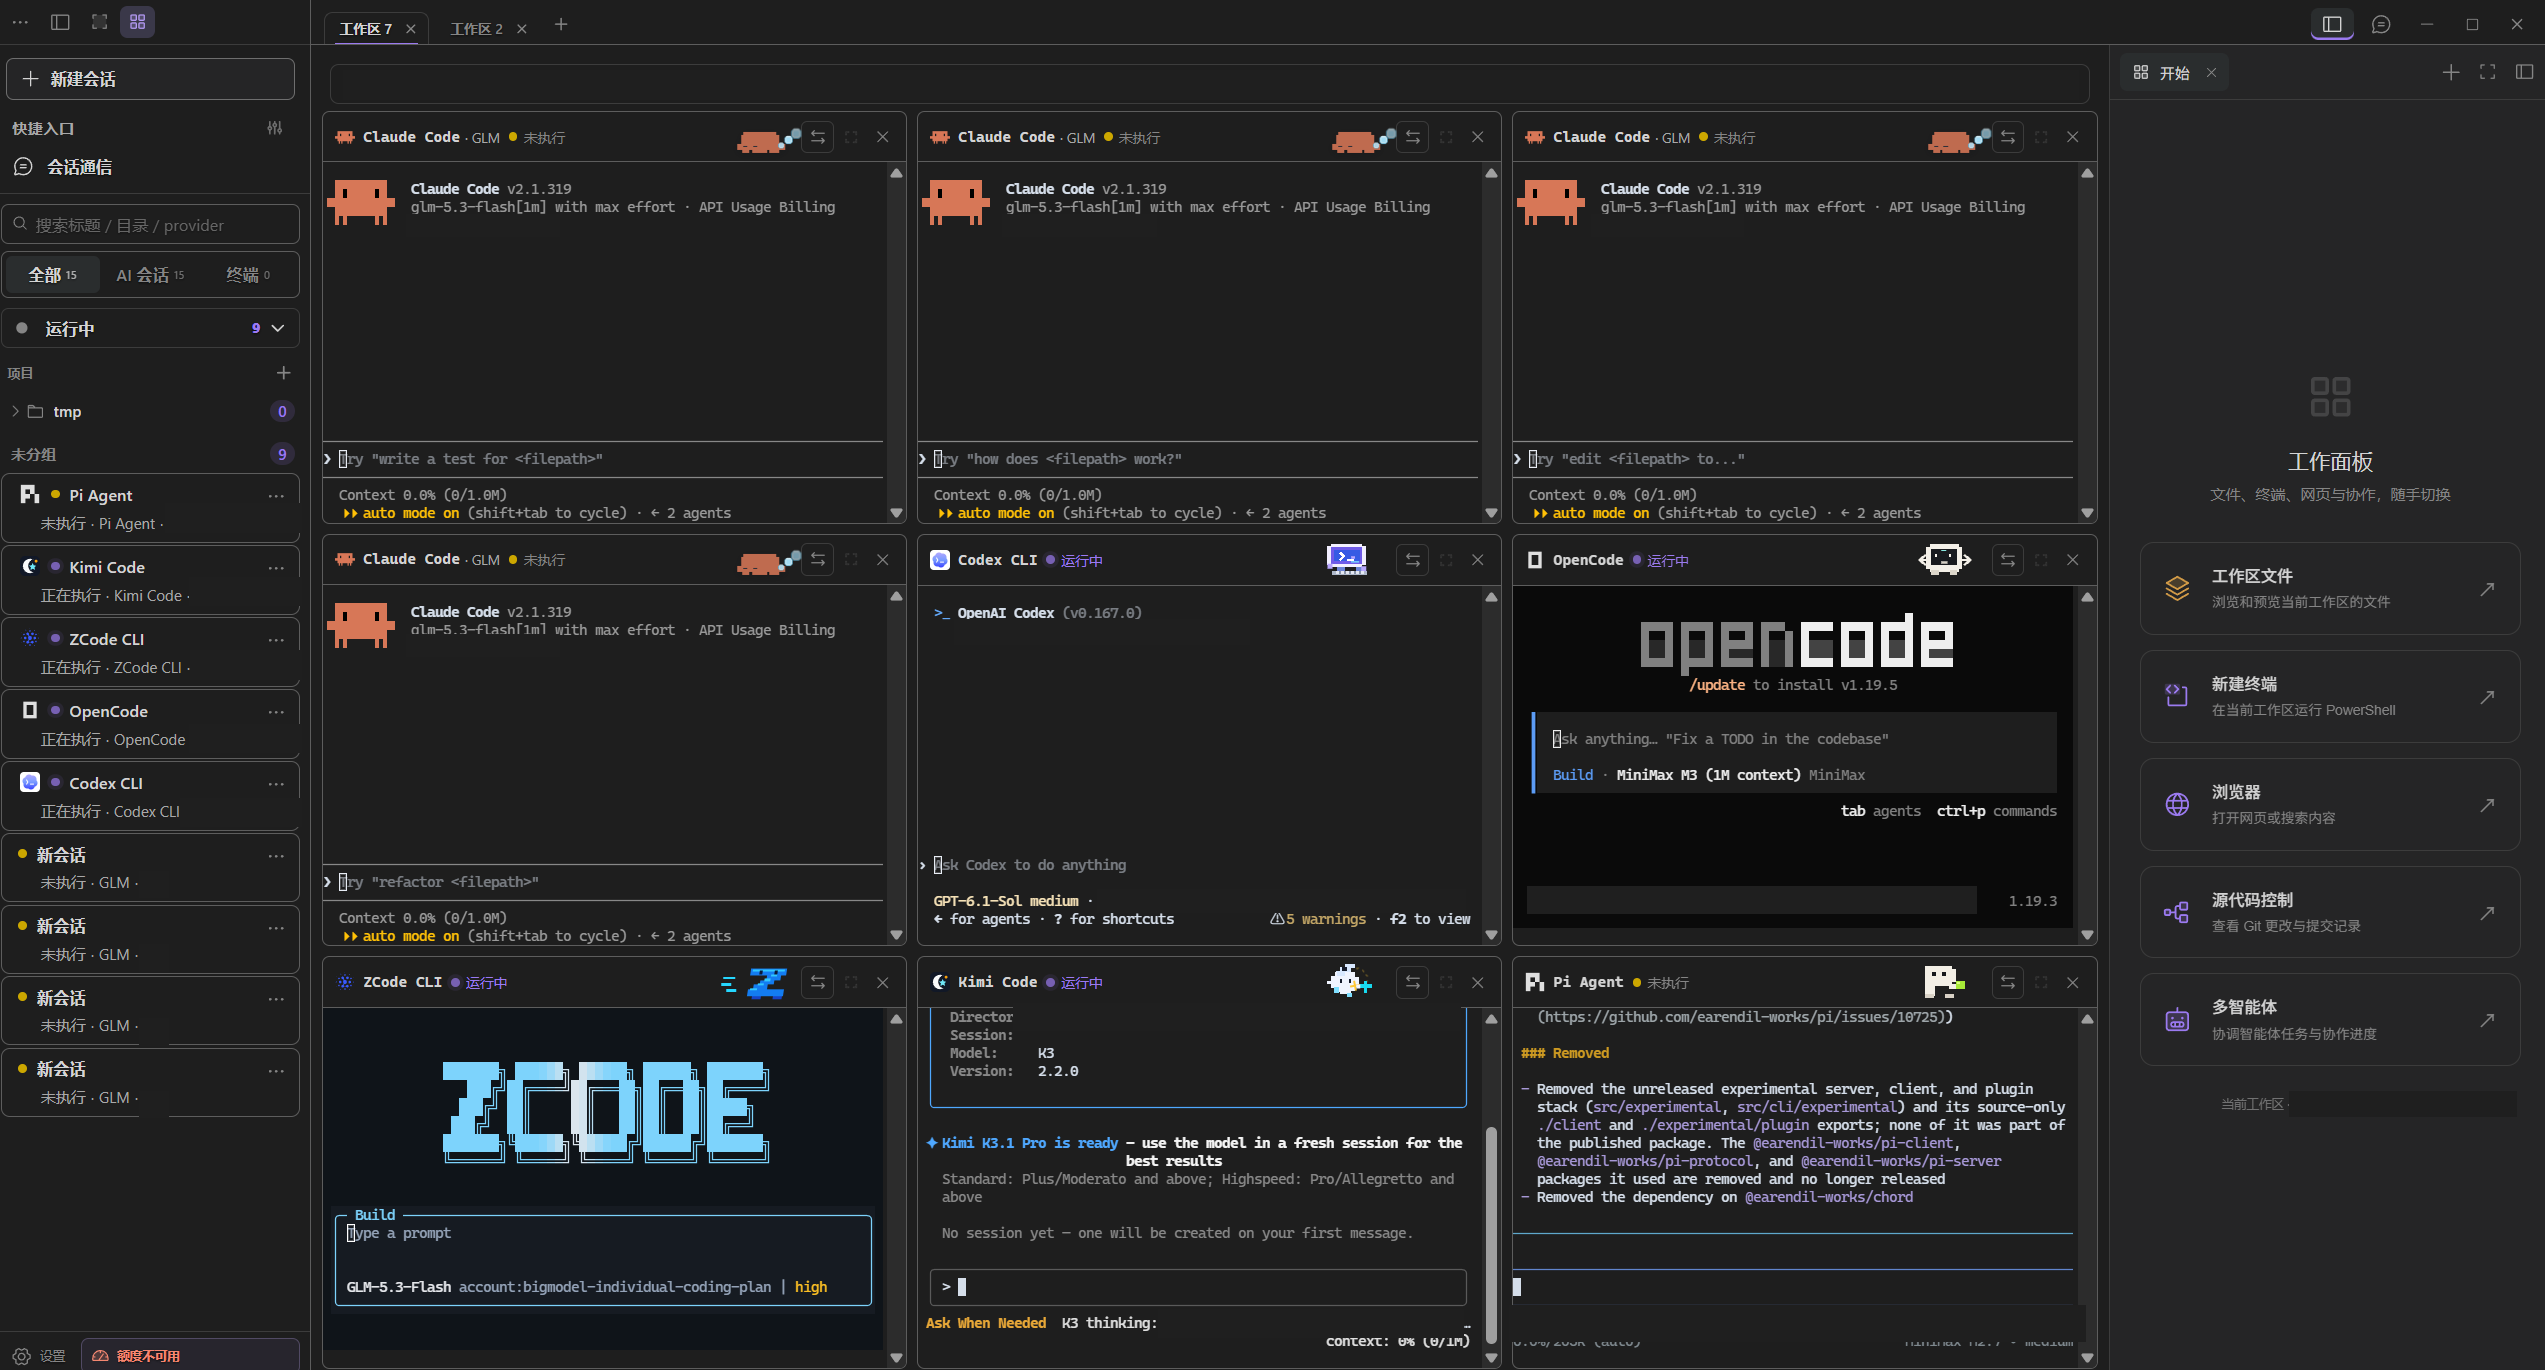 工作区 7
工作区 2
新建会话
快捷入口
会话通信
搜索标题 / 目录 / provider
全部 15
AI 会话 15
终端 0
运行中 9
项目
tmp 0
未分组 9
Pi Agent
未执行 · Pi Agent ·
Kimi Code
正在执行 · Kimi Code ·
ZCode CLI
正在执行 · ZCode CLI ·
OpenCode
正在执行 · OpenCode
Codex CLI
正在执行 · Codex CLI
新会话
未执行 · GLM ·
新会话
未执行 · GLM ·
新会话
未执行 · GLM ·
新会话
未执行 · GLM ·
设置
额度不可用
Claude Code · GLM 未执行
Claude Code v2.1.319
glm-5.3-flash[1m] with max effort · API Usage Billing
❯ Try "write a test for <filepath>"
Context 0.0% (0/1.0M)
⏵⏵ auto mode on (shift+tab to cycle) · ← 2 agents
Claude Code · GLM 未执行
Claude Code v2.1.319
glm-5.3-flash[1m] with max effort · API Usage Billing
❯ Try "how does <filepath> work?"
Context 0.0% (0/1.0M)
⏵⏵ auto mode on (shift+tab to cycle) · ← 2 agents
Claude Code · GLM 未执行
Claude Code v2.1.319
glm-5.3-flash[1m] with max effort · API Usage Billing
❯ Try "edit <filepath> to..."
Context 0.0% (0/1.0M)
⏵⏵ auto mode on (shift+tab to cycle) · ← 2 agents
Claude Code · GLM 未执行
Claude Code v2.1.319
glm-5.3-flash[1m] with max effort · API Usage Billing
❯ Try "refactor <filepath>"
Context 0.0% (0/1.0M)
⏵⏵ auto mode on (shift+tab to cycle) · ← 2 agents
Codex CLI 运行中
>_ OpenAI Codex (v0.167.0)
› Ask Codex to do anything
GPT-6.1-Sol medium ·
← for agents · ? for shortcuts
⚠5 warnings · f2 to view
OpenCode 运行中
opencode
/update to install v1.19.5
Ask anything… "Fix a TODO in the codebase"
Build · MiniMax M3 (1M context) MiniMax
tab agents ctrl+p commands
1.19.3
ZCode CLI 运行中
ZCODE
Build
Type a prompt
GLM-5.3-Flash account:bigmodel-individual-coding-plan | high
Kimi Code 运行中
Director
Session:
Model: K3
Version: 2.2.0
✦ Kimi K3.1 Pro is ready — use the model in a fresh session for the
best results
Standard: Plus/Moderato and above; Highspeed: Pro/Allegretto and
above
No session yet — one will be created on your first message.
>
Ask When Needed K3 thinking: …
context: 0% (0/1M)
Pi Agent 未执行
(https://github.com/earendil-works/pi/issues/10725))
### Removed
- Removed the unreleased experimental server, client, and plugin
stack (src/experimental, src/cli/experimental) and its source-only
./client and ./experimental/plugin exports; none of it was part of
the published package. The @earendil-works/pi-client,
@earendil-works/pi-protocol, and @earendil-works/pi-server
packages it used are removed and no longer released
- Removed the dependency on @earendil-works/chord
开始
工作面板
文件、终端、网页与协作，随手切换
工作区文件
浏览和预览当前工作区的文件
新建终端
在当前工作区运行 PowerShell
浏览器
打开网页或搜索内容
源代码控制
查看 Git 更改与提交记录
多智能体
协调智能体任务与协作进度
当前工作区